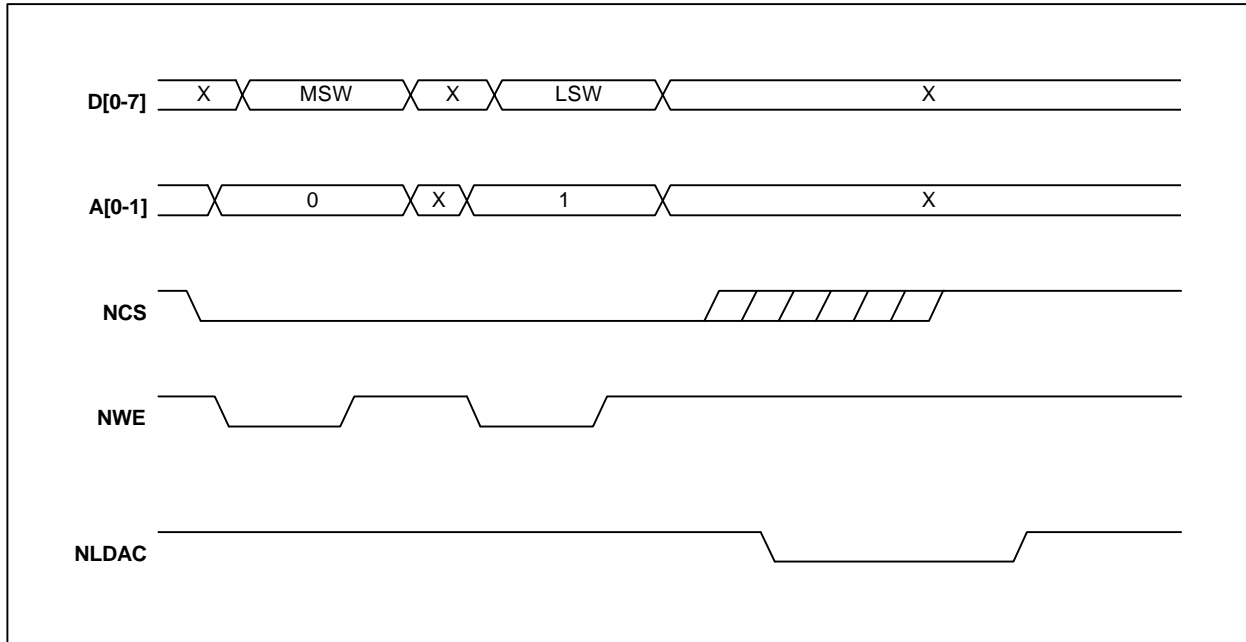 D[0-7] X MSW X LSW X
A[0-1] 0 X 1 X
NCS
NWE
NLDAC